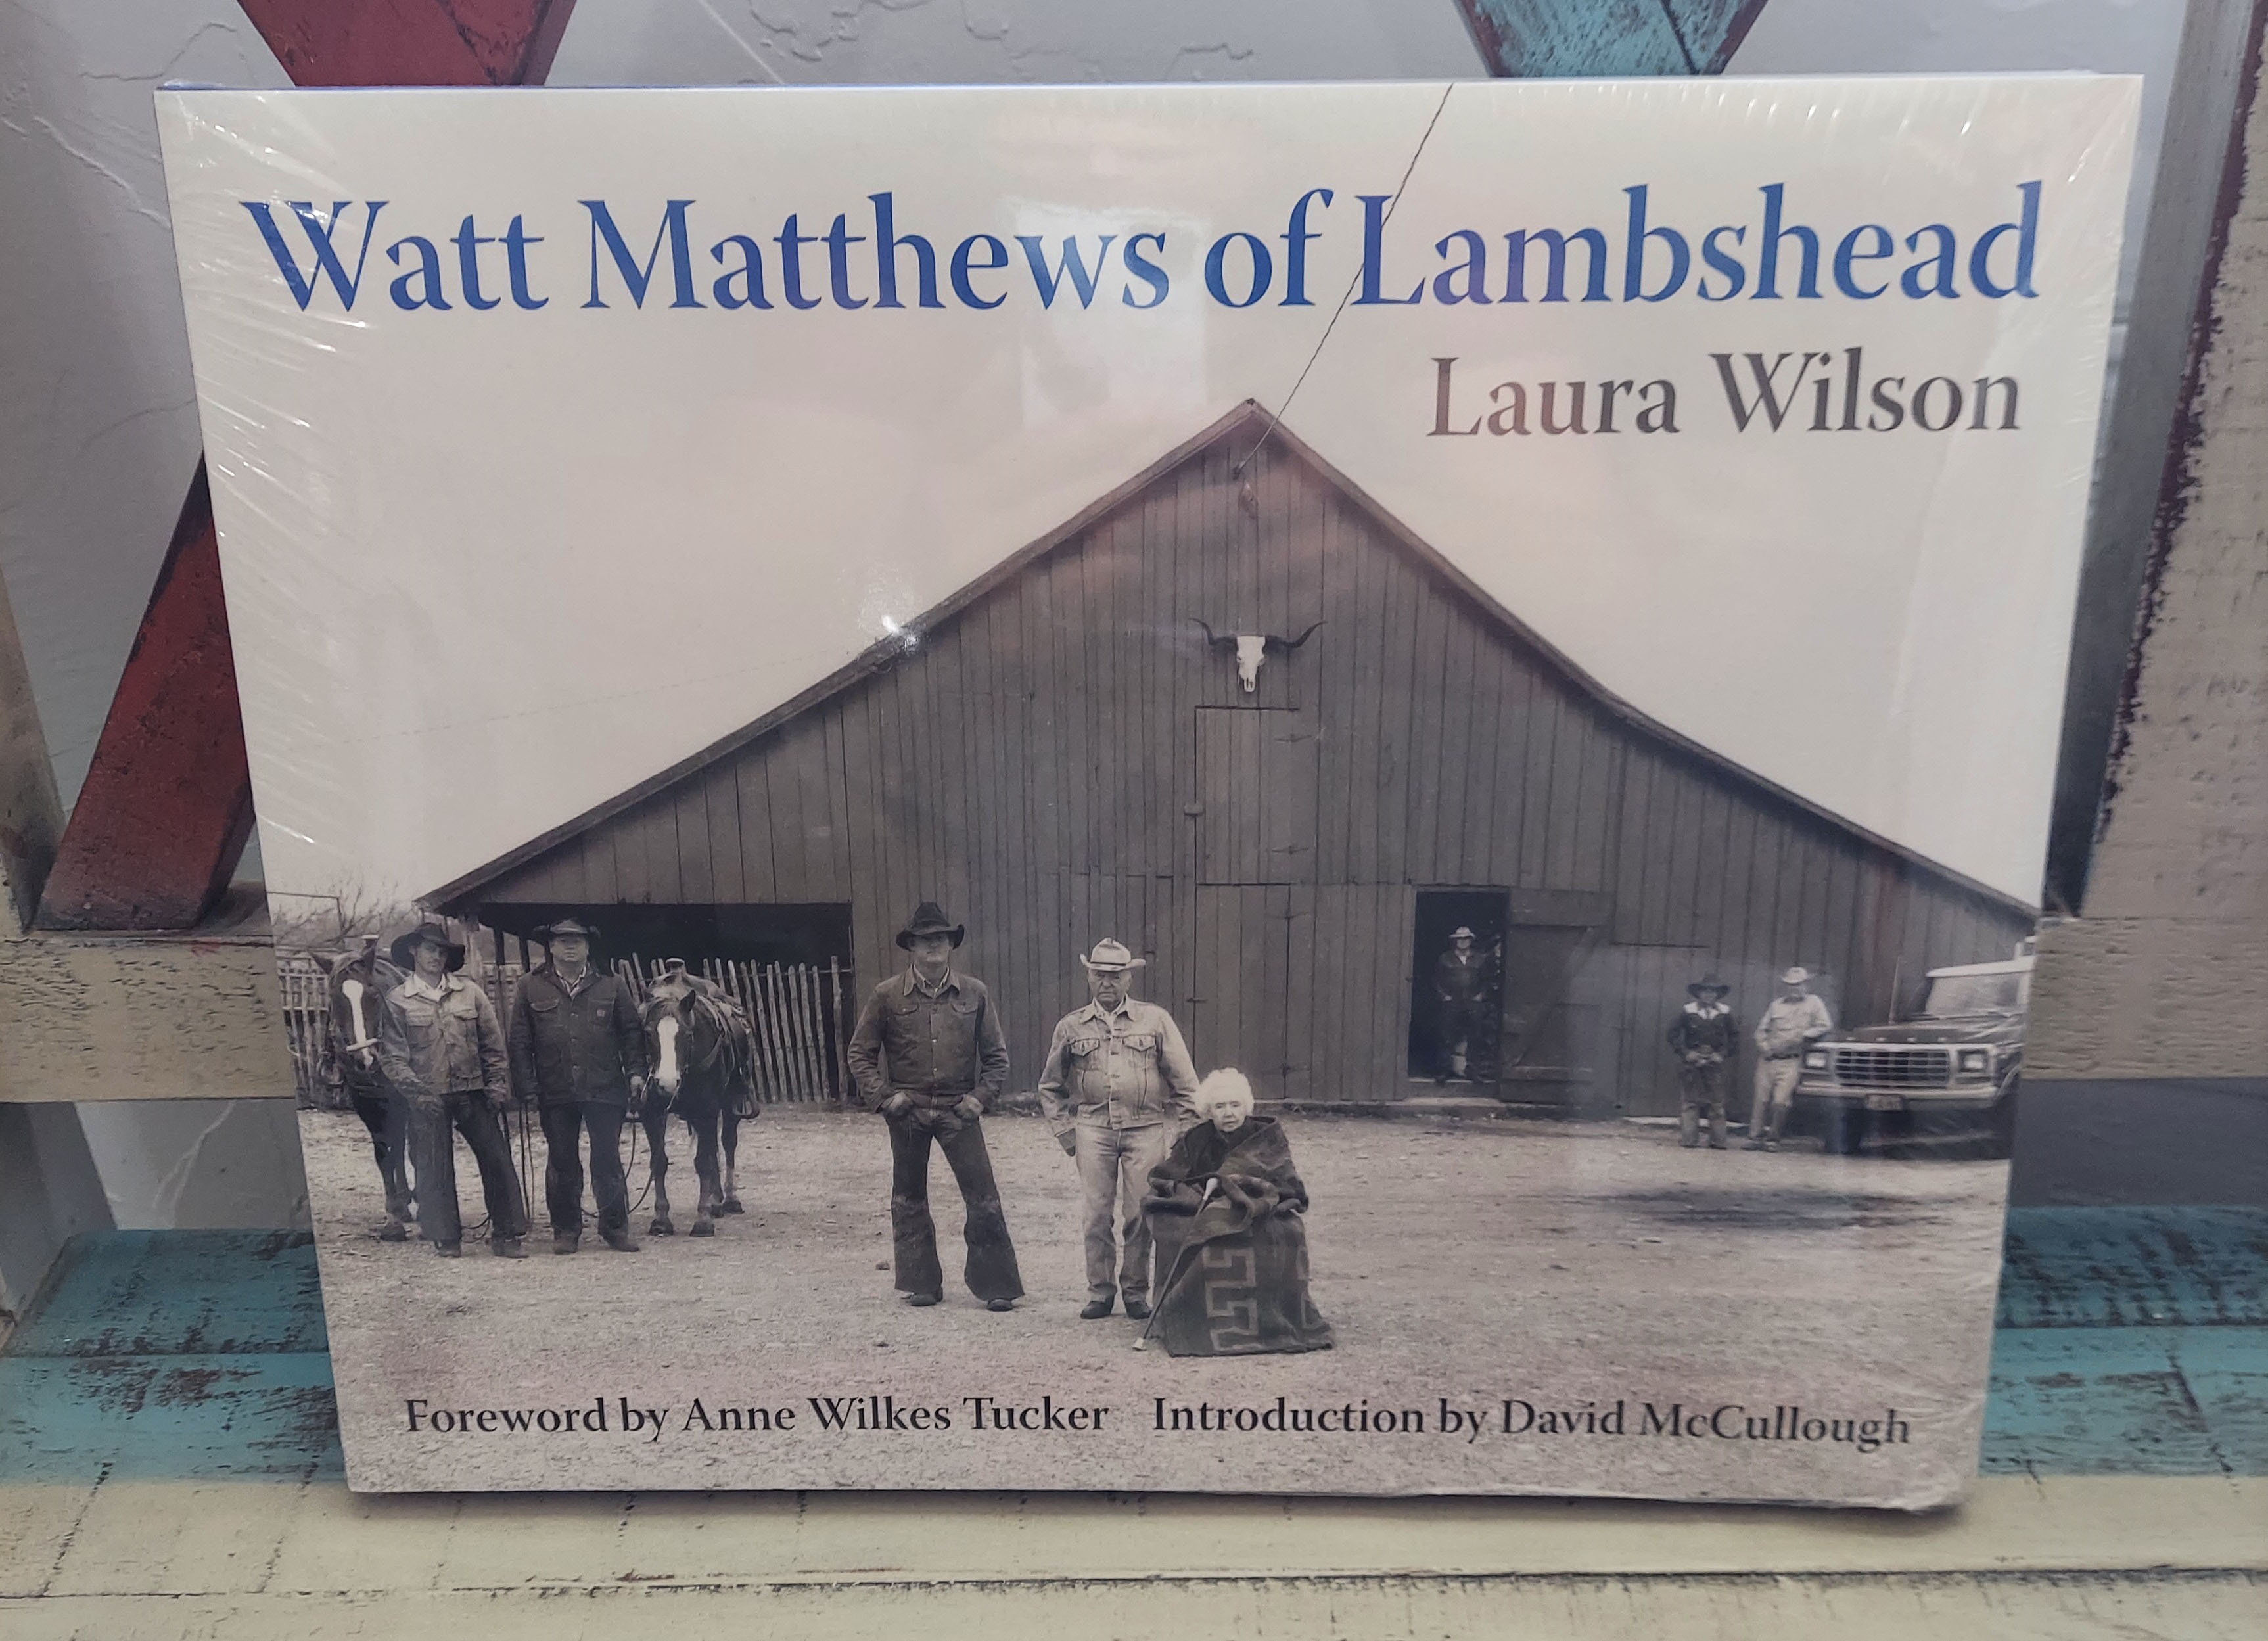 Watt Matthews of Lambshead
Laura Wilson
Foreword by Anne Wilkes Tucker Introduction by David McCullough